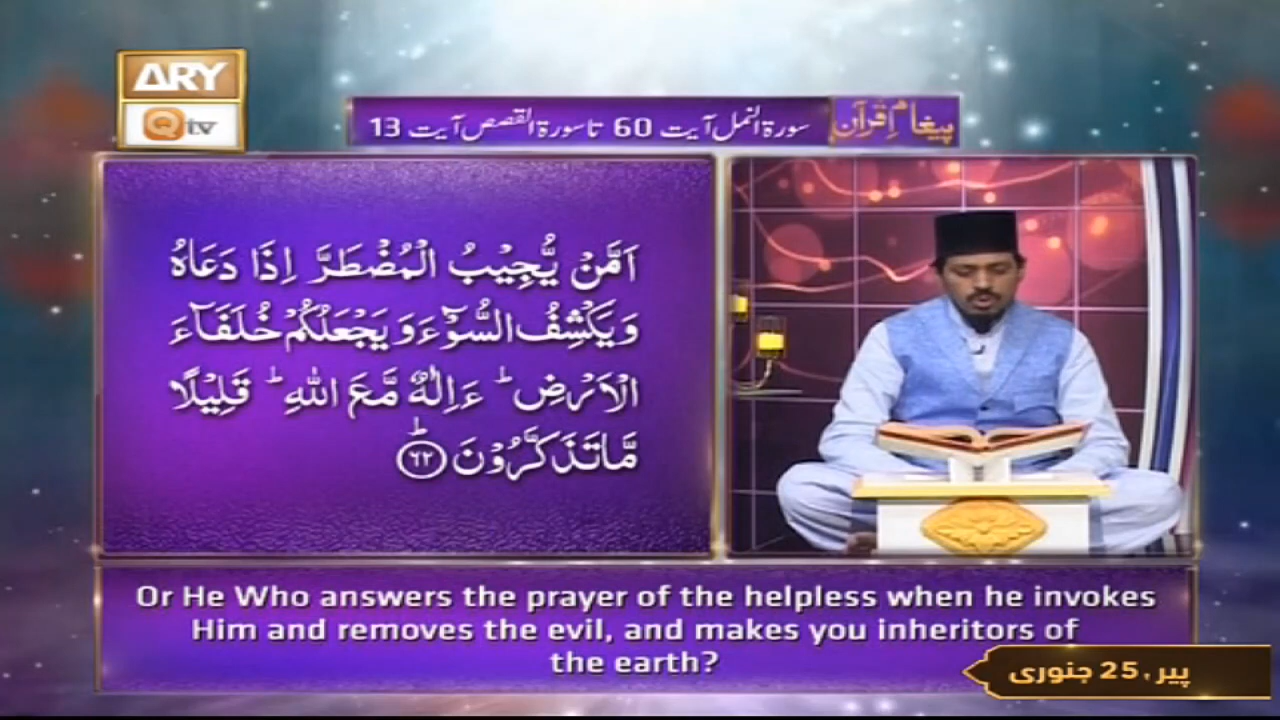 ARY
Qtv
پیغامِ قرآن
سورۃ النمل آیت 60 تا سورۃ القصص آیت 13
اَمَّنۡ یُّجِیۡبُ الۡمُضۡطَرَّ اِذَا دَعَاہُ
وَیَکۡشِفُ السُّوۡٓءَ وَیَجۡعَلُکُمۡ خُلَفَآءَ
الۡاَرۡضِ ؕ ءَاِلٰہٌ مَّعَ اللّٰہِ ؕ قَلِیۡلًا
مَّا تَذَکَّرُوۡنَ ﴿ؕ۶۲﴾
Or He Who answers the prayer of the helpless when he invokes
Him and removes the evil, and makes you inheritors of
the earth?
پیر، 25 جنوری